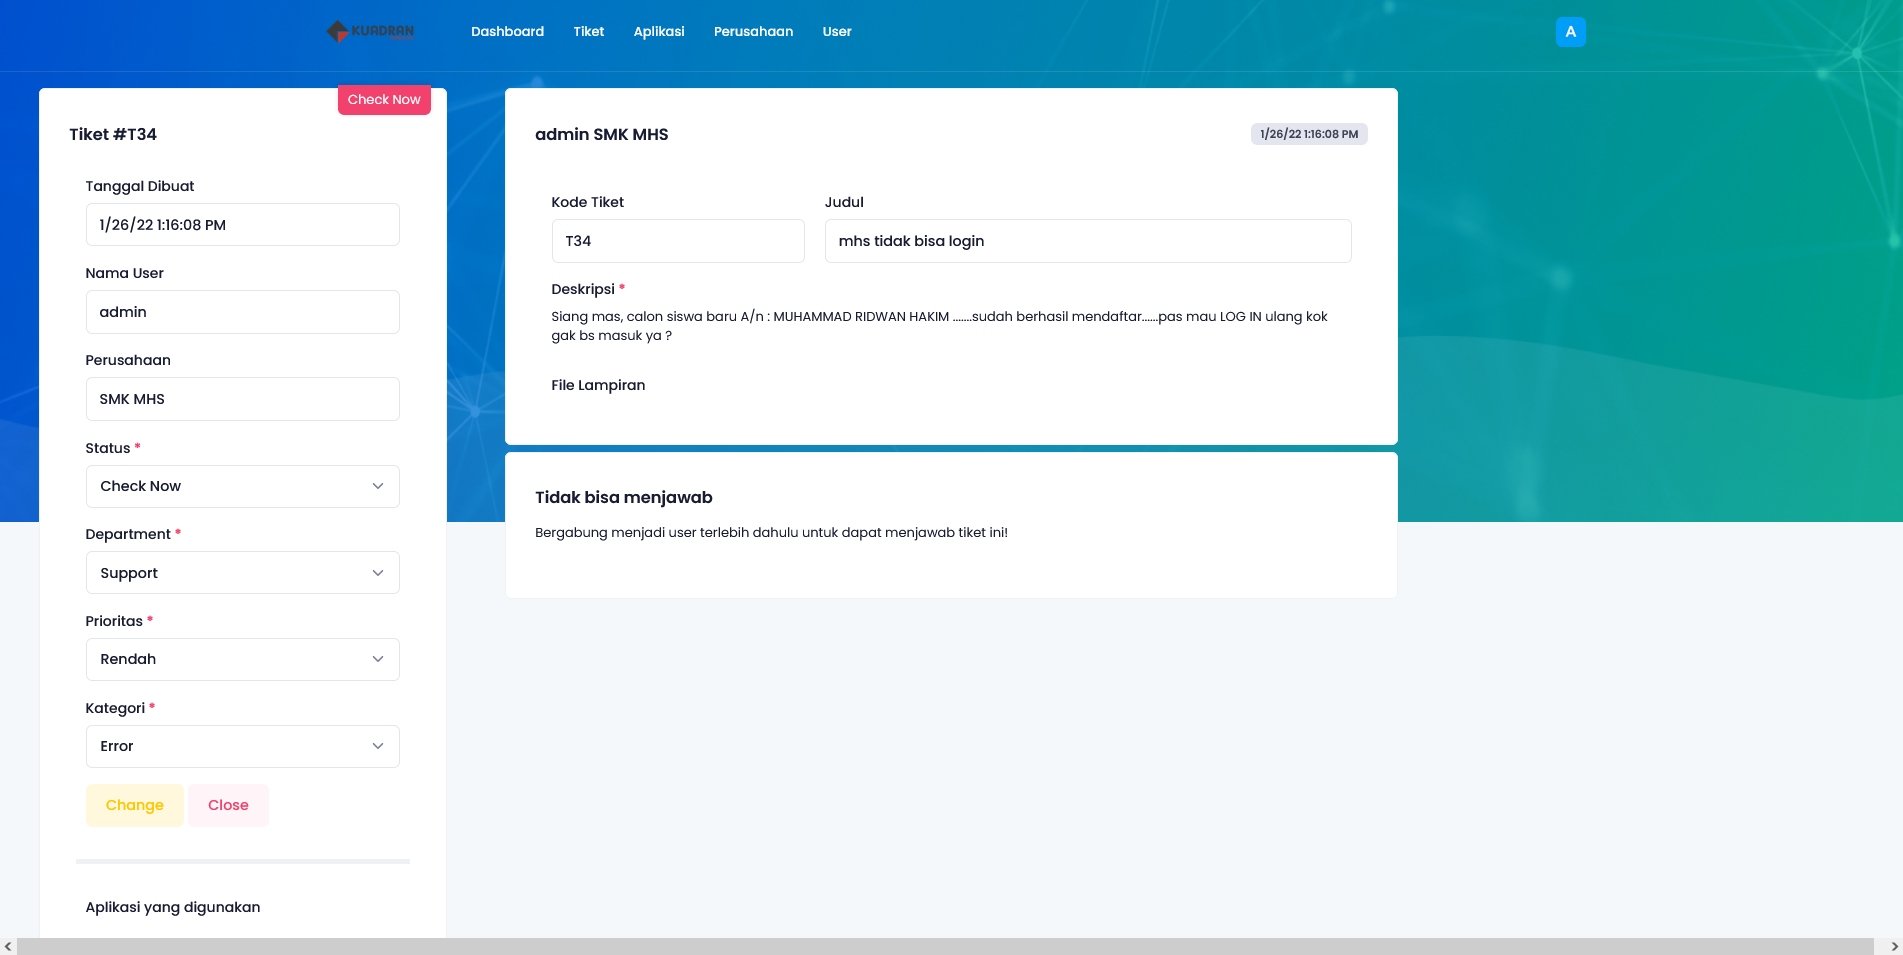 KUADRAN
Dashboard Tiket Aplikasi Perusahaan User
A
Check Now
Tiket #T34
Tanggal Dibuat
1/26/22 1:16:08 PM
Nama User
admin
Perusahaan
SMK MHS
Status *
Check Now
Department *
Support
Prioritas *
Rendah
Kategori *
Error
Change Close
Aplikasi yang digunakan
admin SMK MHS
1/26/22 1:16:08 PM
Kode Tiket
T34
Judul
mhs tidak bisa login
Deskripsi *
Siang mas, calon siswa baru A/n : MUHAMMAD RIDWAN HAKIM .......sudah berhasil mendaftar......pas mau LOG IN ulang kok
gak bs masuk ya ?
File Lampiran
Tidak bisa menjawab
Bergabung menjadi user terlebih dahulu untuk dapat menjawab tiket ini!